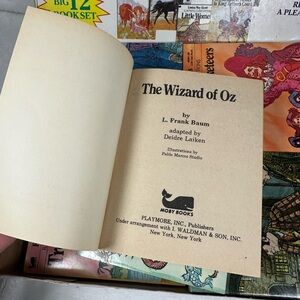 BIG 12
BOOK SET
Little Women
The Wizard of Oz
by
L. Frank Baum
adapted by
Deidre Laiken
Illustrations by
Pablo Marcos Studio
MOBY BOOKS
PLAYMORE, INC., Publishers
Under arrangement with I. WALDMAN & SON, INC.
New York, New York